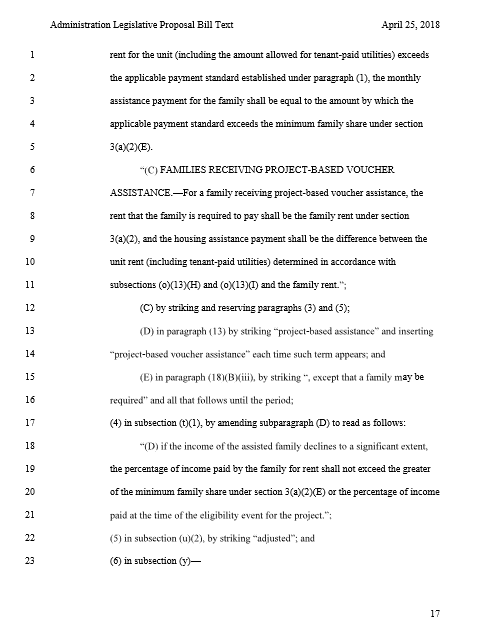 Administration Legislative Proposal Bill Text April 25, 2018
1 rent for the unit (including the amount allowed for tenant-paid utilities) exceeds
2 the applicable payment standard established under paragraph (1), the monthly
3 assistance payment for the family shall be equal to the amount by which the
4 applicable payment standard exceeds the minimum family share under section
5 3(a)(2)(E).
6 “(C) FAMILIES RECEIVING PROJECT-BASED VOUCHER
7 ASSISTANCE.—For a family receiving project-based voucher assistance, the
8 rent that the family is required to pay shall be the family rent under section
9 3(a)(2), and the housing assistance payment shall be the difference between the
10 unit rent (including tenant-paid utilities) determined in accordance with
11 subsections (o)(13)(H) and (o)(13)(I) and the family rent.”;
12 (C) by striking and reserving paragraphs (3) and (5);
13 (D) in paragraph (13) by striking “project-based assistance” and inserting
14 “project-based voucher assistance” each time such term appears; and
15 (E) in paragraph (18)(B)(iii), by striking “, except that a family may be
16 required” and all that follows until the period;
17 (4) in subsection (t)(1), by amending subparagraph (D) to read as follows:
18 “(D) if the income of the assisted family declines to a significant extent,
19 the percentage of income paid by the family for rent shall not exceed the greater
20 of the minimum family share under section 3(a)(2)(E) or the percentage of income
21 paid at the time of the eligibility event for the project.”;
22 (5) in subsection (u)(2), by striking “adjusted”; and
23 (6) in subsection (y)—
17